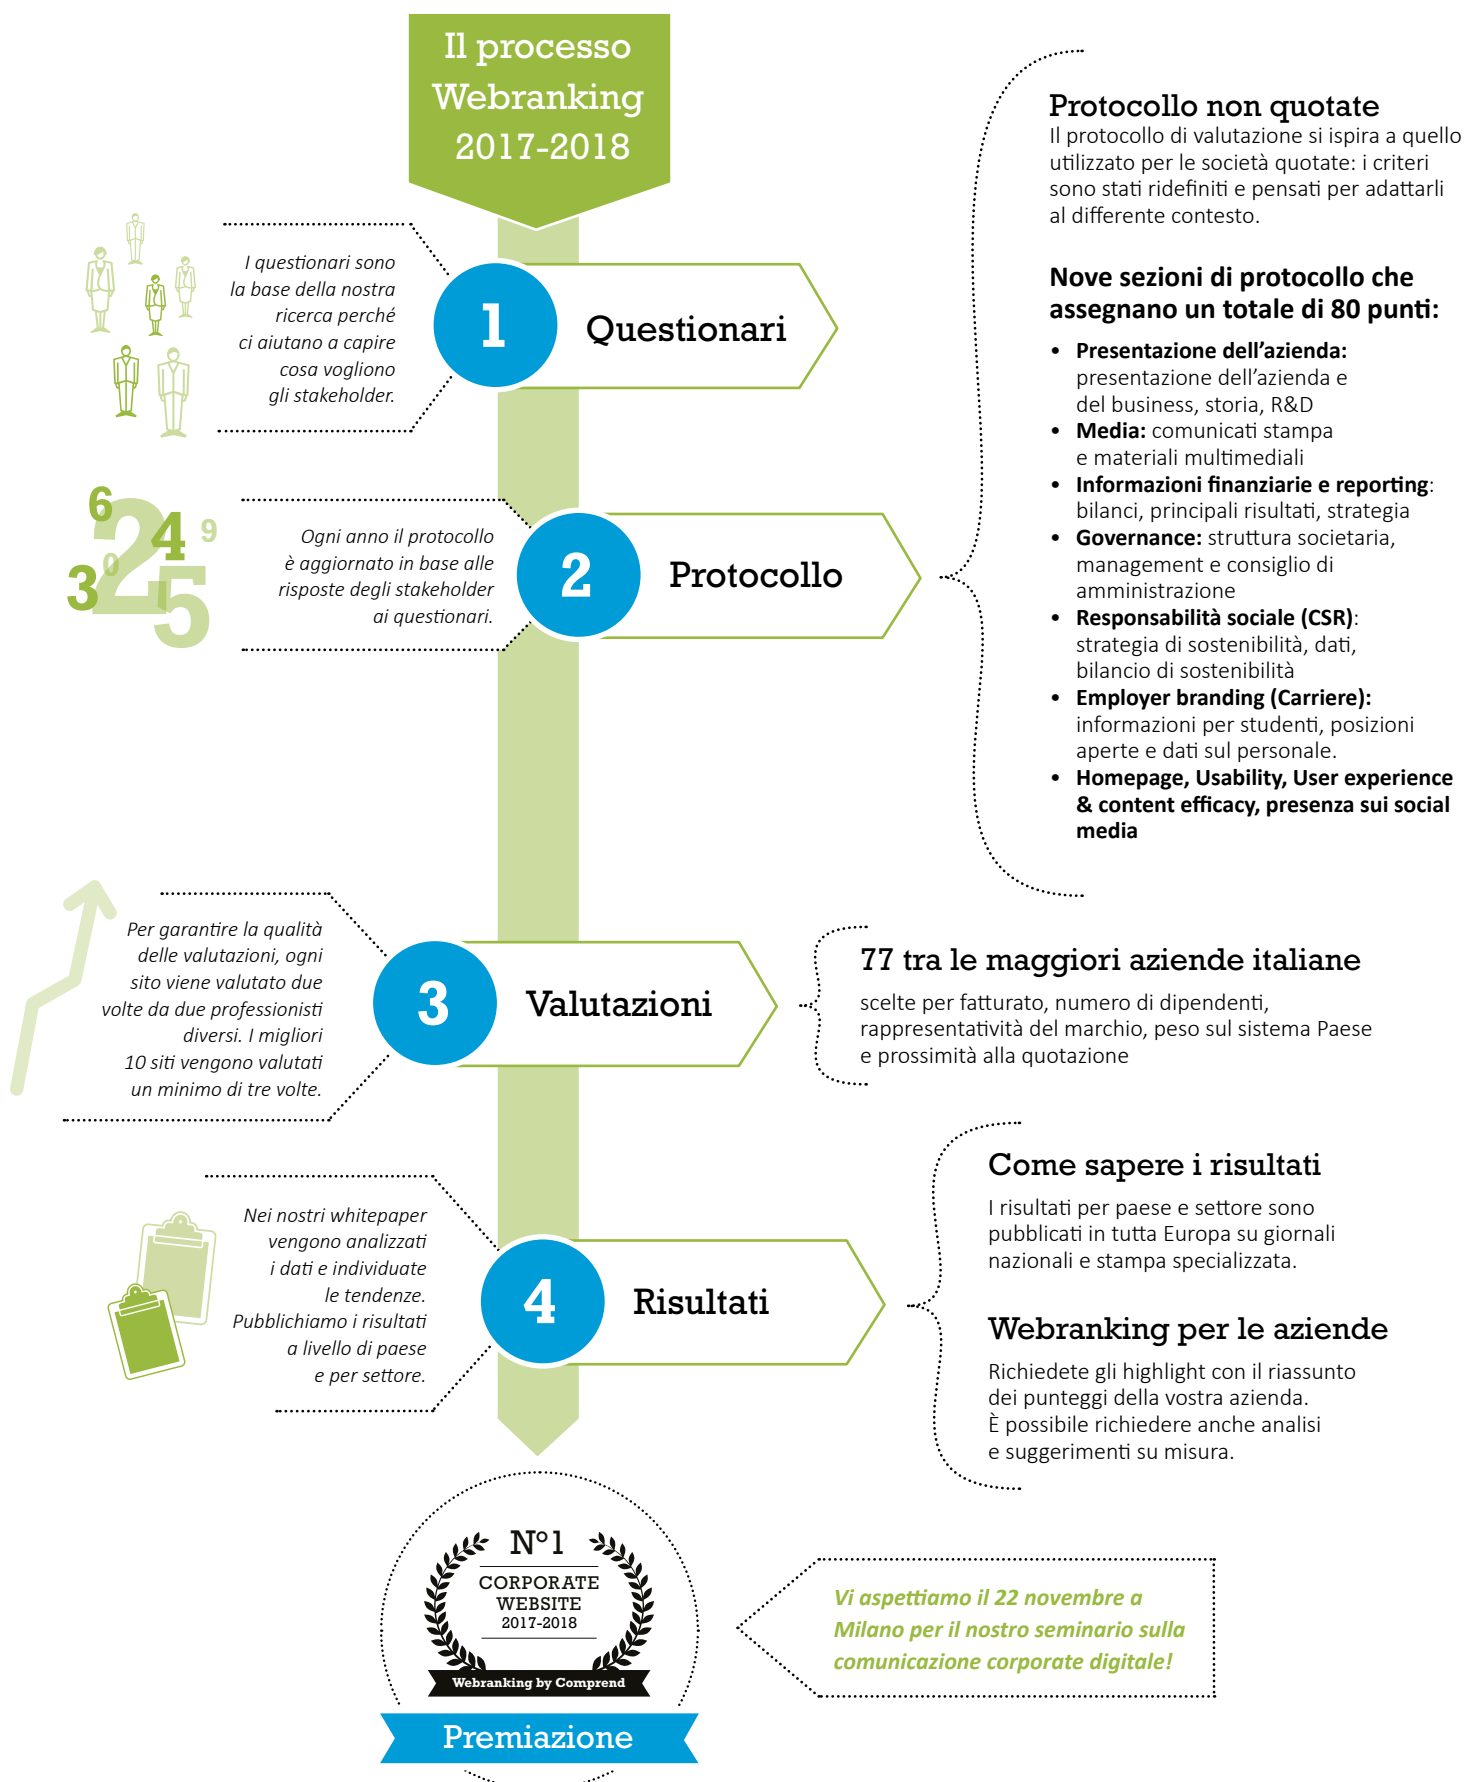 Il processo
Webranking
2017-2018
I questionari sono
la base della nostra
ricerca perché
ci aiutano a capire
cosa vogliono
gli stakeholder.
1
Questionari
6
2
4
9
3
0
5
Ogni anno il protocollo
è aggiornato in base alle
risposte degli stakeholder
ai questionari.
2
Protocollo
Protocollo non quotate
Il protocollo di valutazione si ispira a quello
utilizzato per le società quotate: i criteri
sono stati ridefiniti e pensati per adattarli
al differente contesto.
Nove sezioni di protocollo che
assegnano un totale di 80 punti:
• Presentazione dell’azienda:
presentazione dell’azienda e
del business, storia, R&D
• Media: comunicati stampa
e materiali multimediali
• Informazioni finanziarie e reporting:
bilanci, principali risultati, strategia
• Governance: struttura societaria,
management e consiglio di
amministrazione
• Responsabilità sociale (CSR):
strategia di sostenibilità, dati,
bilancio di sostenibilità
• Employer branding (Carriere):
informazioni per studenti, posizioni
aperte e dati sul personale.
• Homepage, Usability, User experience
& content efficacy, presenza sui social
media
Per garantire la qualità
delle valutazioni, ogni
sito viene valutato due
volte da due professionisti
diversi. I migliori
10 siti vengono valutati
un minimo di tre volte.
3
Valutazioni
77 tra le maggiori aziende italiane
scelte per fatturato, numero di dipendenti,
rappresentatività del marchio, peso sul sistema Paese
e prossimità alla quotazione
Nei nostri whitepaper
vengono analizzati
i dati e individuate
le tendenze.
Pubblichiamo i risultati
a livello di paese
e per settore.
4
Risultati
Come sapere i risultati
I risultati per paese e settore sono
pubblicati in tutta Europa su giornali
nazionali e stampa specializzata.
Webranking per le aziende
Richiedete gli highlight con il riassunto
dei punteggi della vostra azienda.
È possibile richiedere anche analisi
e suggerimenti su misura.
N°1
CORPORATE
WEBSITE
2017-2018
Webranking by Comprend
Premiazione
Vi aspettiamo il 22 novembre a
Milano per il nostro seminario sulla
comunicazione corporate digitale!